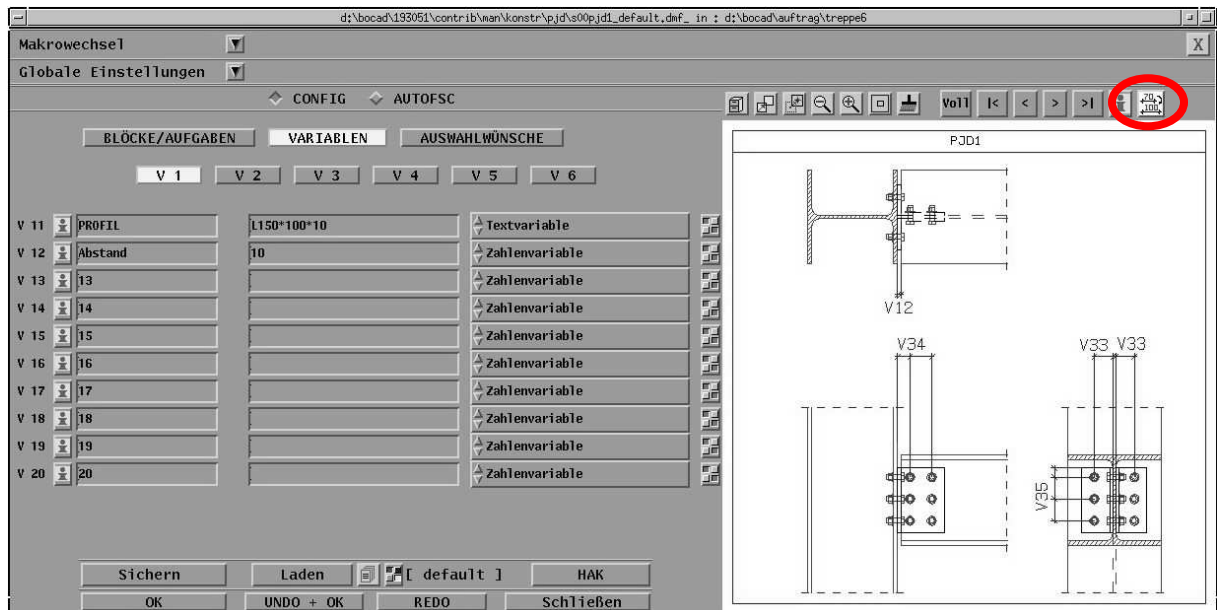 d:\bocad\193051\contrib\man\konstr\pjd\s00pjd1_default.dmf_ in : d:\bocad\auftrag\treppe6
Makrowechsel X
Globale Einstellungen
CONFIG AUTOFSC
Voll |< < > >| 70 100
BLÖCKE/AUFGABEN VARIABLEN AUSWAHLWÜNSCHE
V 1 V 2 V 3 V 4 V 5 V 6
V 11 PROFIL L150*100*10 Textvariable
V 12 Abstand 10 Zahlenvariable
V 13 13 Zahlenvariable
V 14 14 Zahlenvariable
V 15 15 Zahlenvariable
V 16 16 Zahlenvariable
V 17 17 Zahlenvariable
V 18 18 Zahlenvariable
V 19 19 Zahlenvariable
V 20 20 Zahlenvariable
Sichern Laden [ default ] HAK
OK UNDO + OK REDO Schließen
PJD1
V12
V34 V33 V33
V35